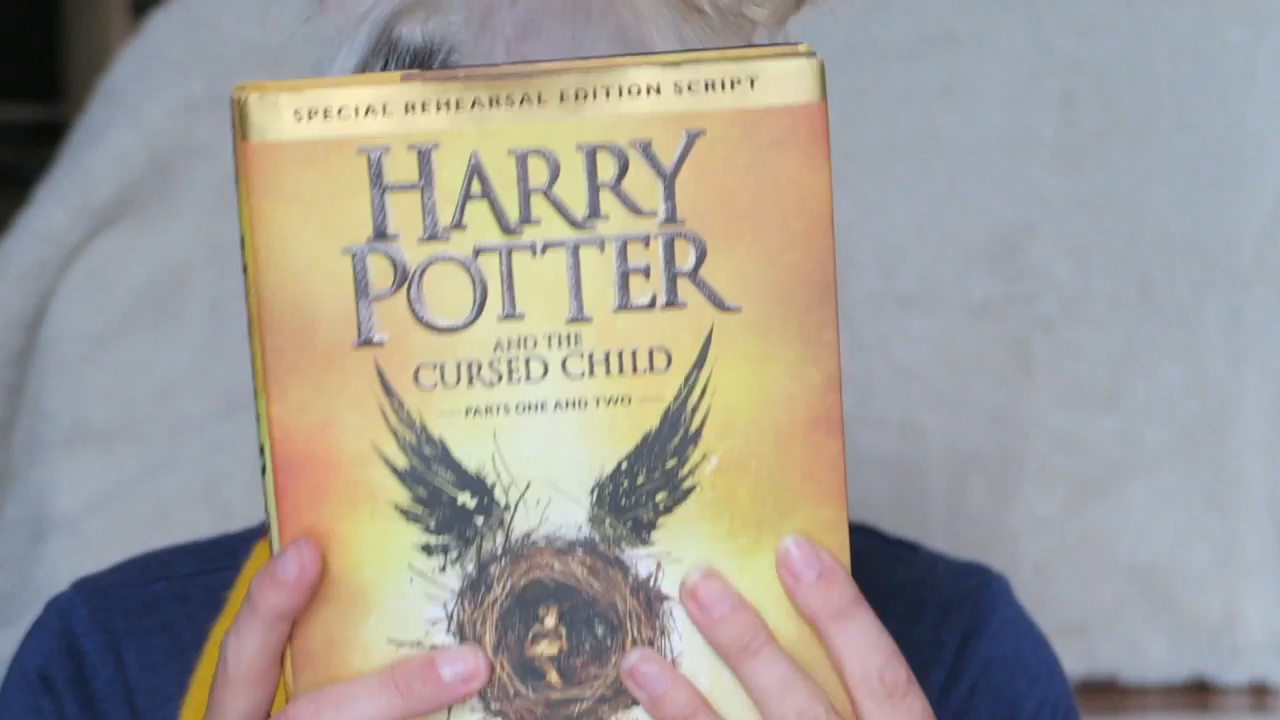 SPECIAL REHEARSAL EDITION SCRIPT
HARRY
POTTER
AND THE
CURSED CHILD
PARTS ONE AND TWO